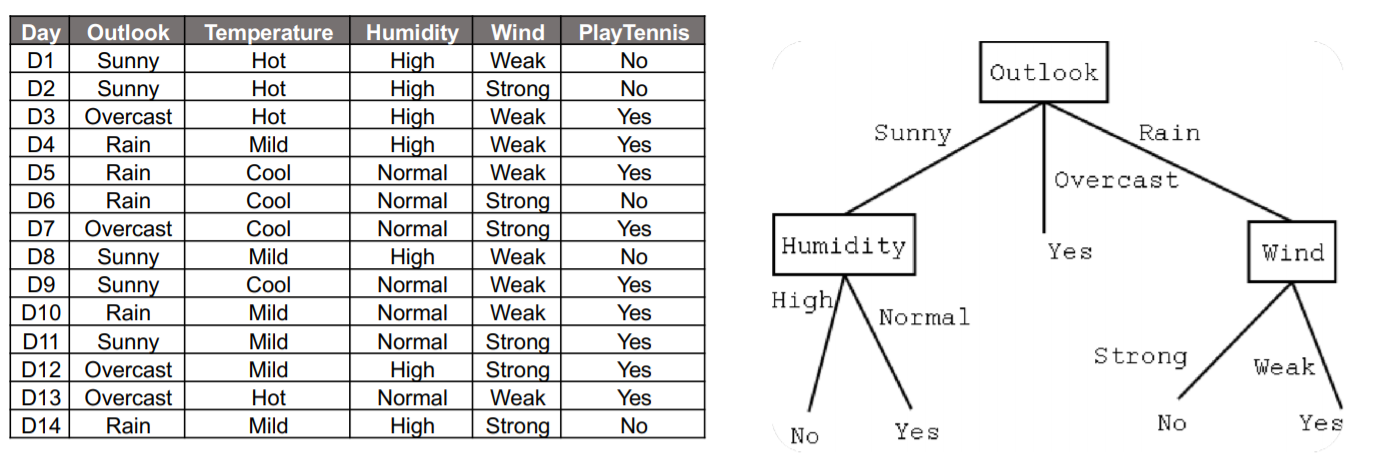 Day Outlook Temperature Humidity Wind PlayTennis
D1 Sunny Hot High Weak No
D2 Sunny Hot High Strong No
D3 Overcast Hot High Weak Yes
D4 Rain Mild High Weak Yes
D5 Rain Cool Normal Weak Yes
D6 Rain Cool Normal Strong No
D7 Overcast Cool Normal Strong Yes
D8 Sunny Mild High Weak No
D9 Sunny Cool Normal Weak Yes
D10 Rain Mild Normal Weak Yes
D11 Sunny Mild Normal Strong Yes
D12 Overcast Mild High Strong Yes
D13 Overcast Hot Normal Weak Yes
D14 Rain Mild High Strong No
Outlook
Sunny Rain
Overcast
Humidity Yes Wind
High Normal
Strong Weak
No Yes No Yes